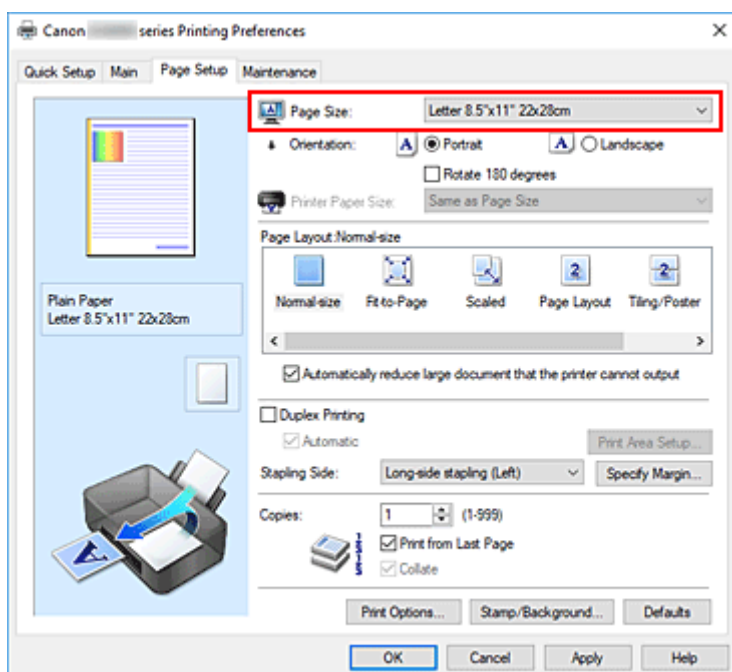 Canon series Printing Preferences
Quick Setup Main Page Setup Maintenance
Page Size: Letter 8.5"x11" 22x28cm
Orientation: A Portrait A Landscape
Rotate 180 degrees
Printer Paper Size: Same as Page Size
Page Layout:Normal-size
2 2
Normal-size Fit-to-Page Scaled Page Layout Tiling/Poster
Plain Paper
Letter 8.5"x11" 22x28cm
Automatically reduce large document that the printer cannot output
Duplex Printing
Automatic Print Area Setup...
Stapling Side: Long-side stapling (Left) Specify Margin...
A
Copies: 1 (1-999)
Print from Last Page
Collate
Print Options... Stamp/Background... Defaults
OK Cancel Apply Help